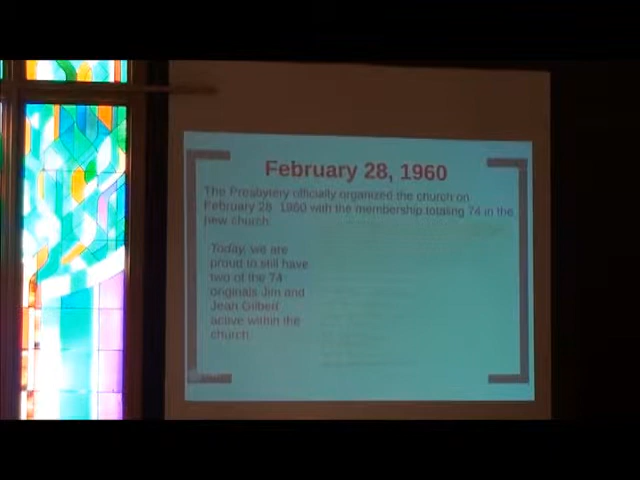 February 28, 1960
The Presbytery officially organized the church on
February 28, 1960 with the membership totaling 74 in the
new church.
Today, we are
proud to still have
two of the 74
originals Jim and
Jean Gilbert
active within the
church.